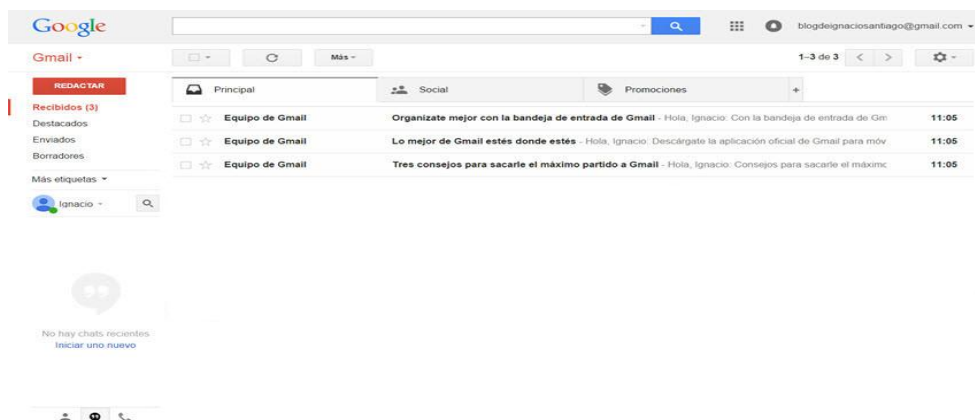 Google
blogdeignaciosantiago@gmail.com
Gmail
Más
1–3 de 3
REDACTAR
Principal
Social
Promociones
+
Recibidos (3)
Destacados
Enviados
Borradores
Más etiquetas
Equipo de Gmail Organízate mejor con la bandeja de entrada de Gmail - Hola, Ignacio: Con la bandeja de entrada de Gm 11:05
Equipo de Gmail Lo mejor de Gmail estés donde estés - Hola, Ignacio: Descárgate la aplicación oficial de Gmail para móv 11:05
Equipo de Gmail Tres consejos para sacarle el máximo partido a Gmail - Hola, Ignacio: Consejos para sacarle el máximo 11:05
Ignacio
No hay chats recientes
Iniciar uno nuevo